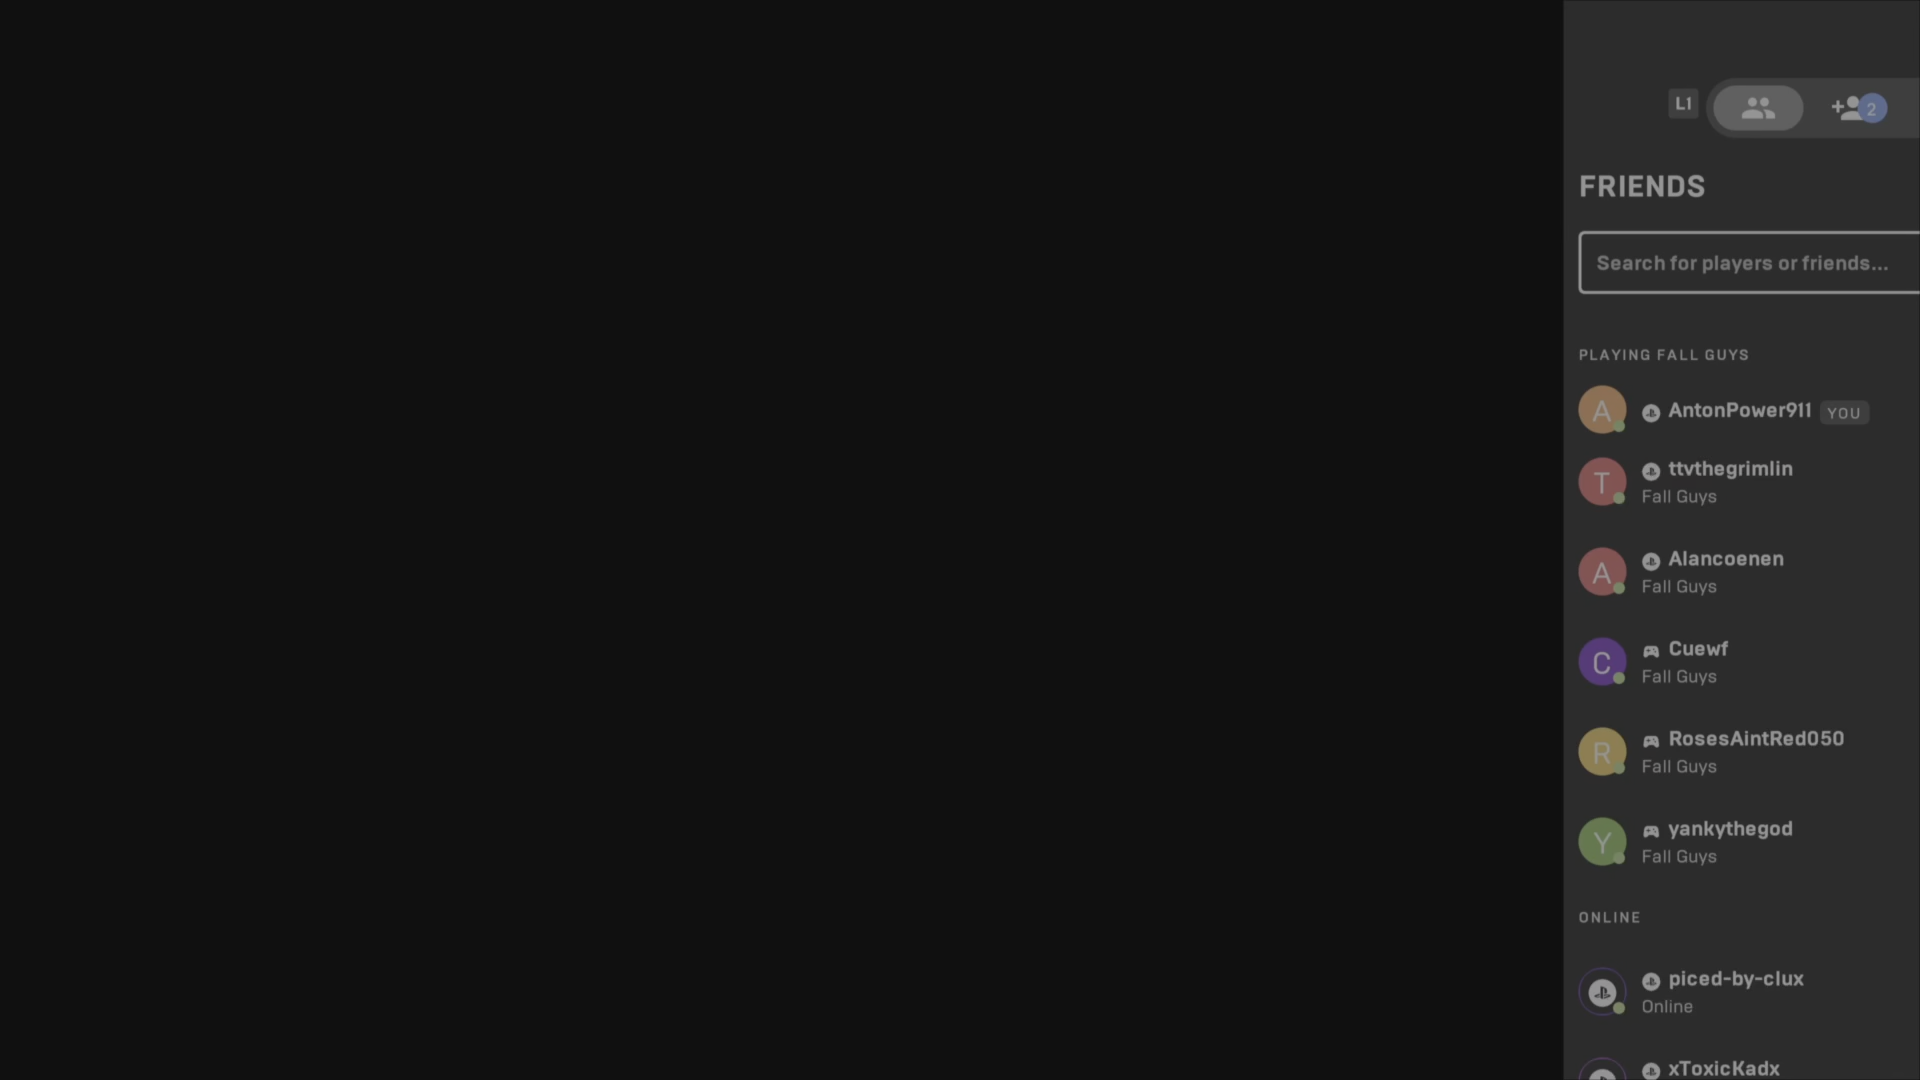 L1
2
FRIENDS
Search for players or friends...
PLAYING FALL GUYS
A
AntonPower911 YOU
T
ttvthegrimlin
Fall Guys
A
Alancoenen
Fall Guys
C
Cuewf
Fall Guys
R
RosesAintRed050
Fall Guys
Y
yankythegod
Fall Guys
ONLINE
piced-by-clux
Online
xToxicKadx